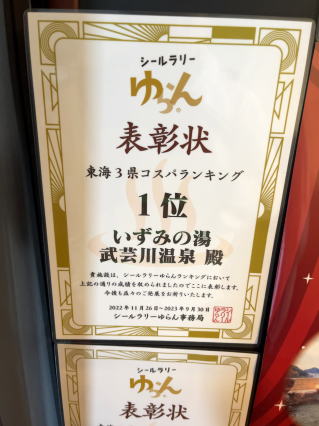 シールラリー
ゆらん
表彰状
東海3県コスパランキング
1位
いずみの湯
武芸川温泉 殿
貴施設は、シールラリーゆらんランキングにおいて
上記の通りの成績を収められましたのでここに表彰します。
今後も益々のご発展をお祈りいたします。
2022年11月26日~2023年9月30日
シールラリーゆらん事務局
シールラリー
ゆらん
表彰状